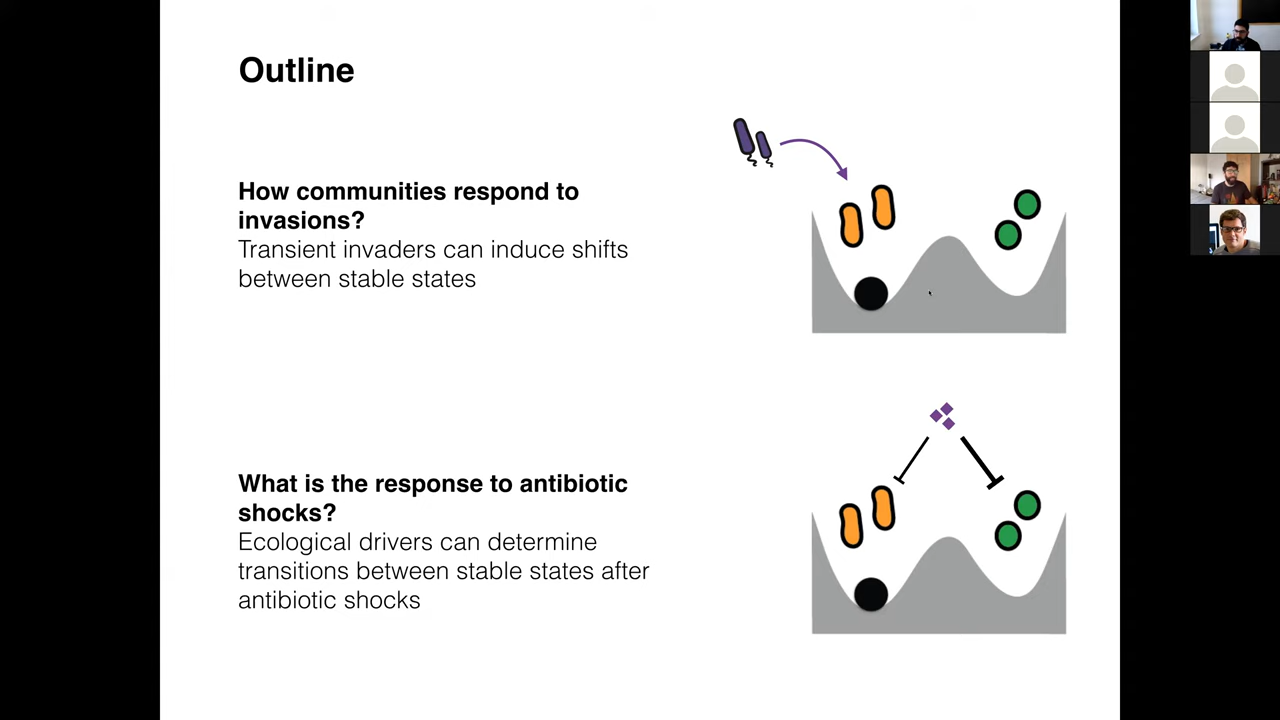 Outline
How communities respond to
invasions?
Transient invaders can induce shifts
between stable states
What is the response to antibiotic
shocks?
Ecological drivers can determine
transitions between stable states after
antibiotic shocks